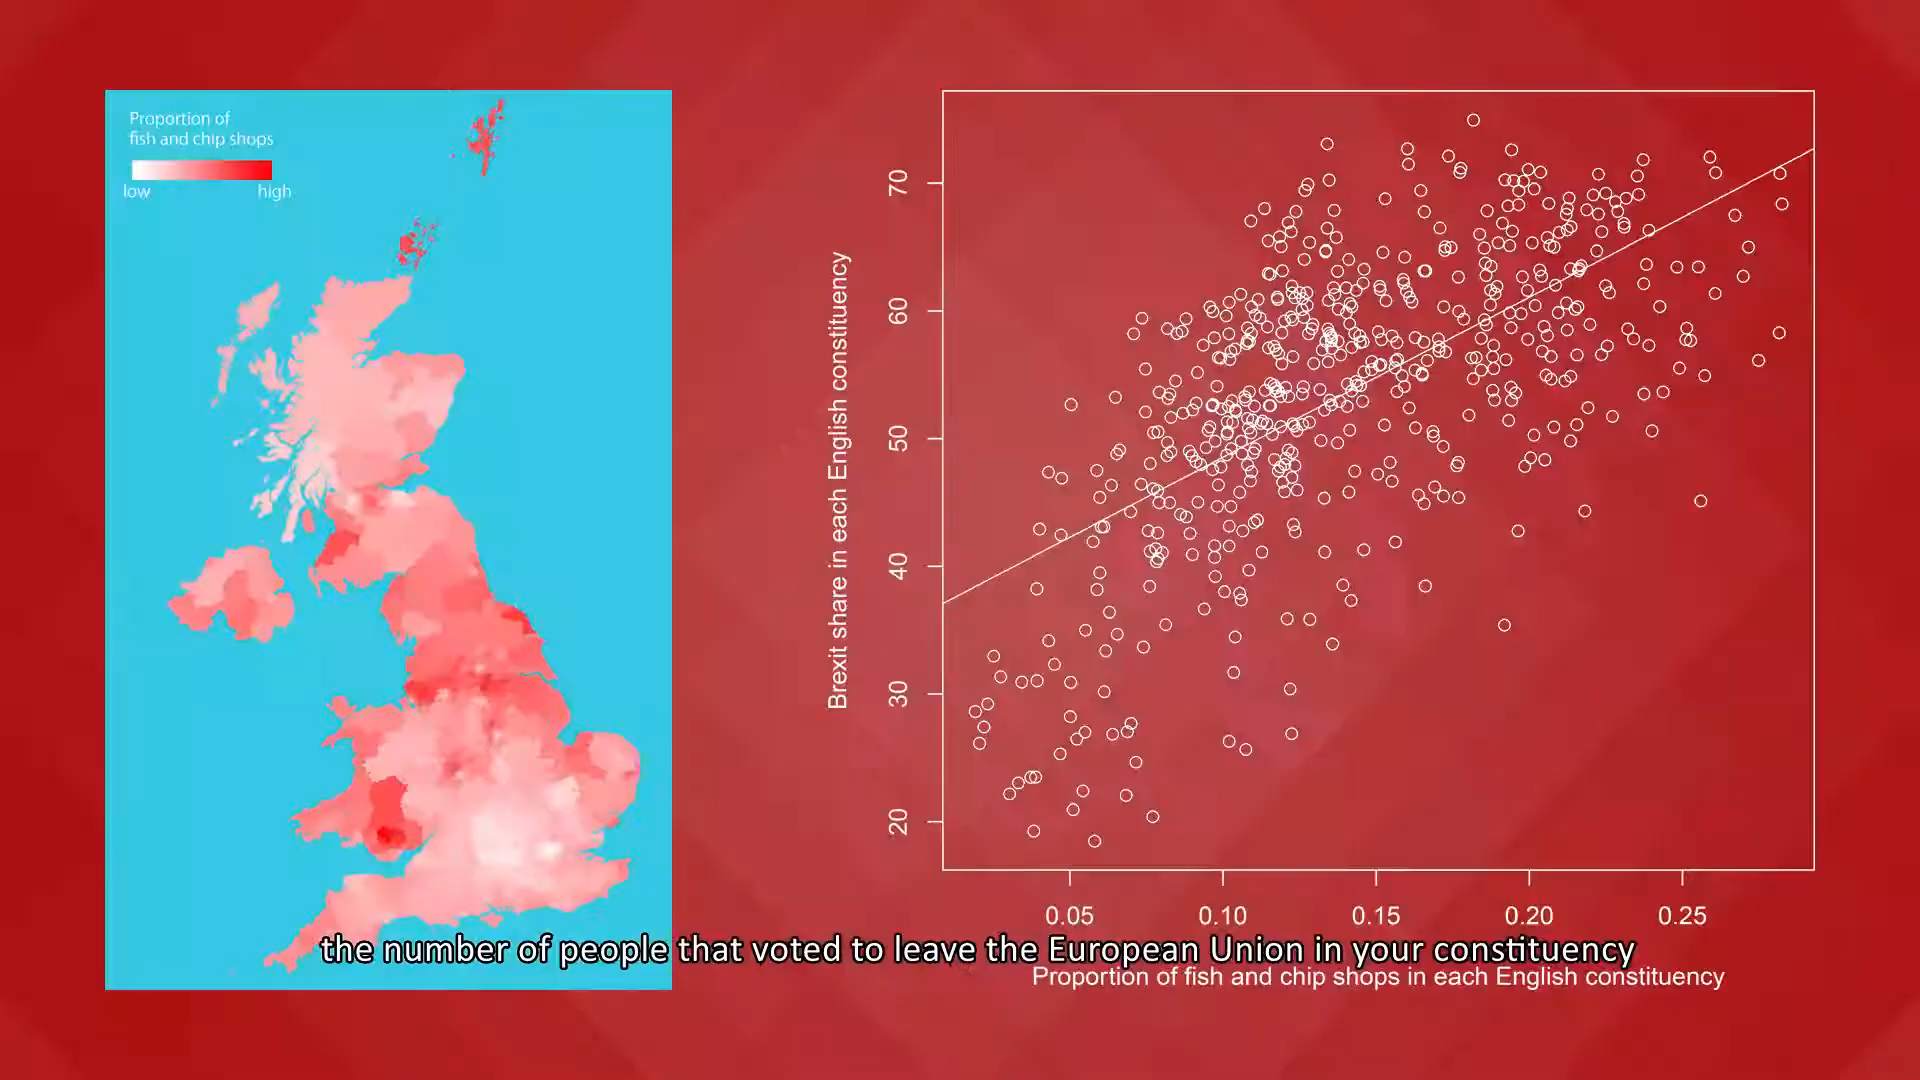 Proportion of
fish and chip shops
low
high
Brexit share in each English constituency
70
60
50
40
30
20
0.05
0.10
0.15
0.20
0.25
the number of people that voted to leave the European Union in your constituency
Proportion of fish and chip shops in each English constituency